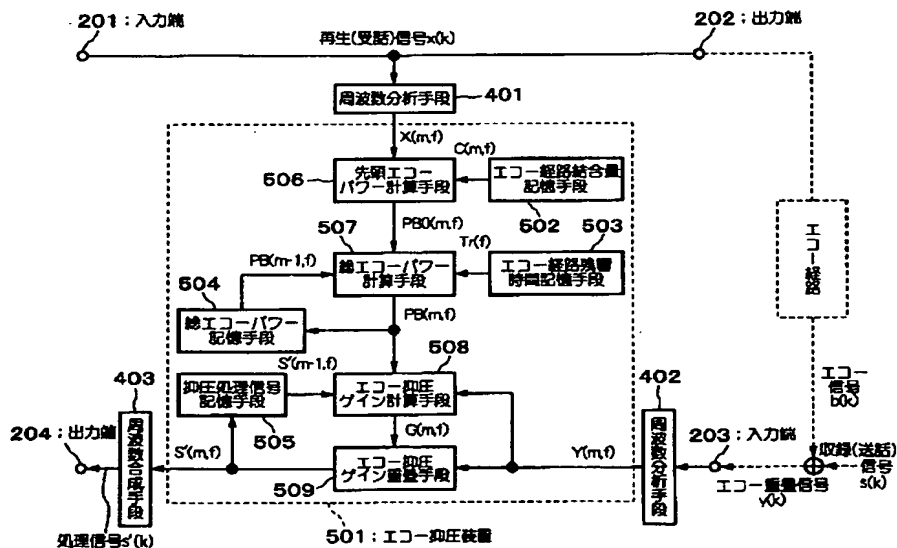 201：入力端
202：出力端
再生(受話)信号x(k)
周波数分析手段
401
X(m,f)
C(m,f)
506
先頭エコー
パワー計算手段
エコー経路結合量
記憶手段
502
507
PB0(m,f)
Tr(f)
503
PB(m-1,f)
総エコーパワー
計算手段
エコー経路残響
時間記憶手段
504
総エコーパワー
記憶手段
PB(m,f)
エコー経路
S'(m-1,f)
508
403
抑圧処理信号
記憶手段
505
エコー抑圧
ゲイン計算手段
402
エコー
信号
b(k)
204：出力端
周波数合成手段
G(m,f)
周波数分析手段
203：入力端
S'(m,f)
エコー抑圧
ゲイン重畳手段
509
Y(m,f)
収録(送話)
信号
s(k)
エコー重畳信号
y(k)
処理信号s'(k)
501：エコー抑圧装置